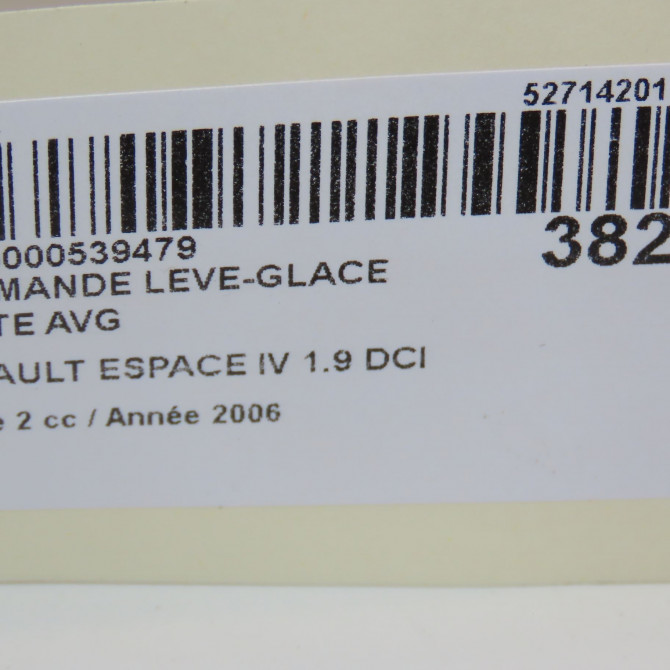 52714201
000539479
382
MANDE LEVE-GLACE
TE AVG
AULT ESPACE IV 1.9 DCI
e 2 cc / Année 2006